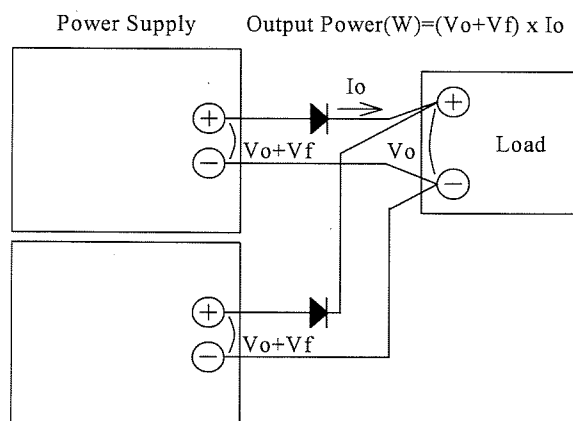 Power Supply
Output Power(W)=(Vo+Vf) x Io
Io
+
+
Vo+Vf
Vo
Load
−
−
+
Vo+Vf
−